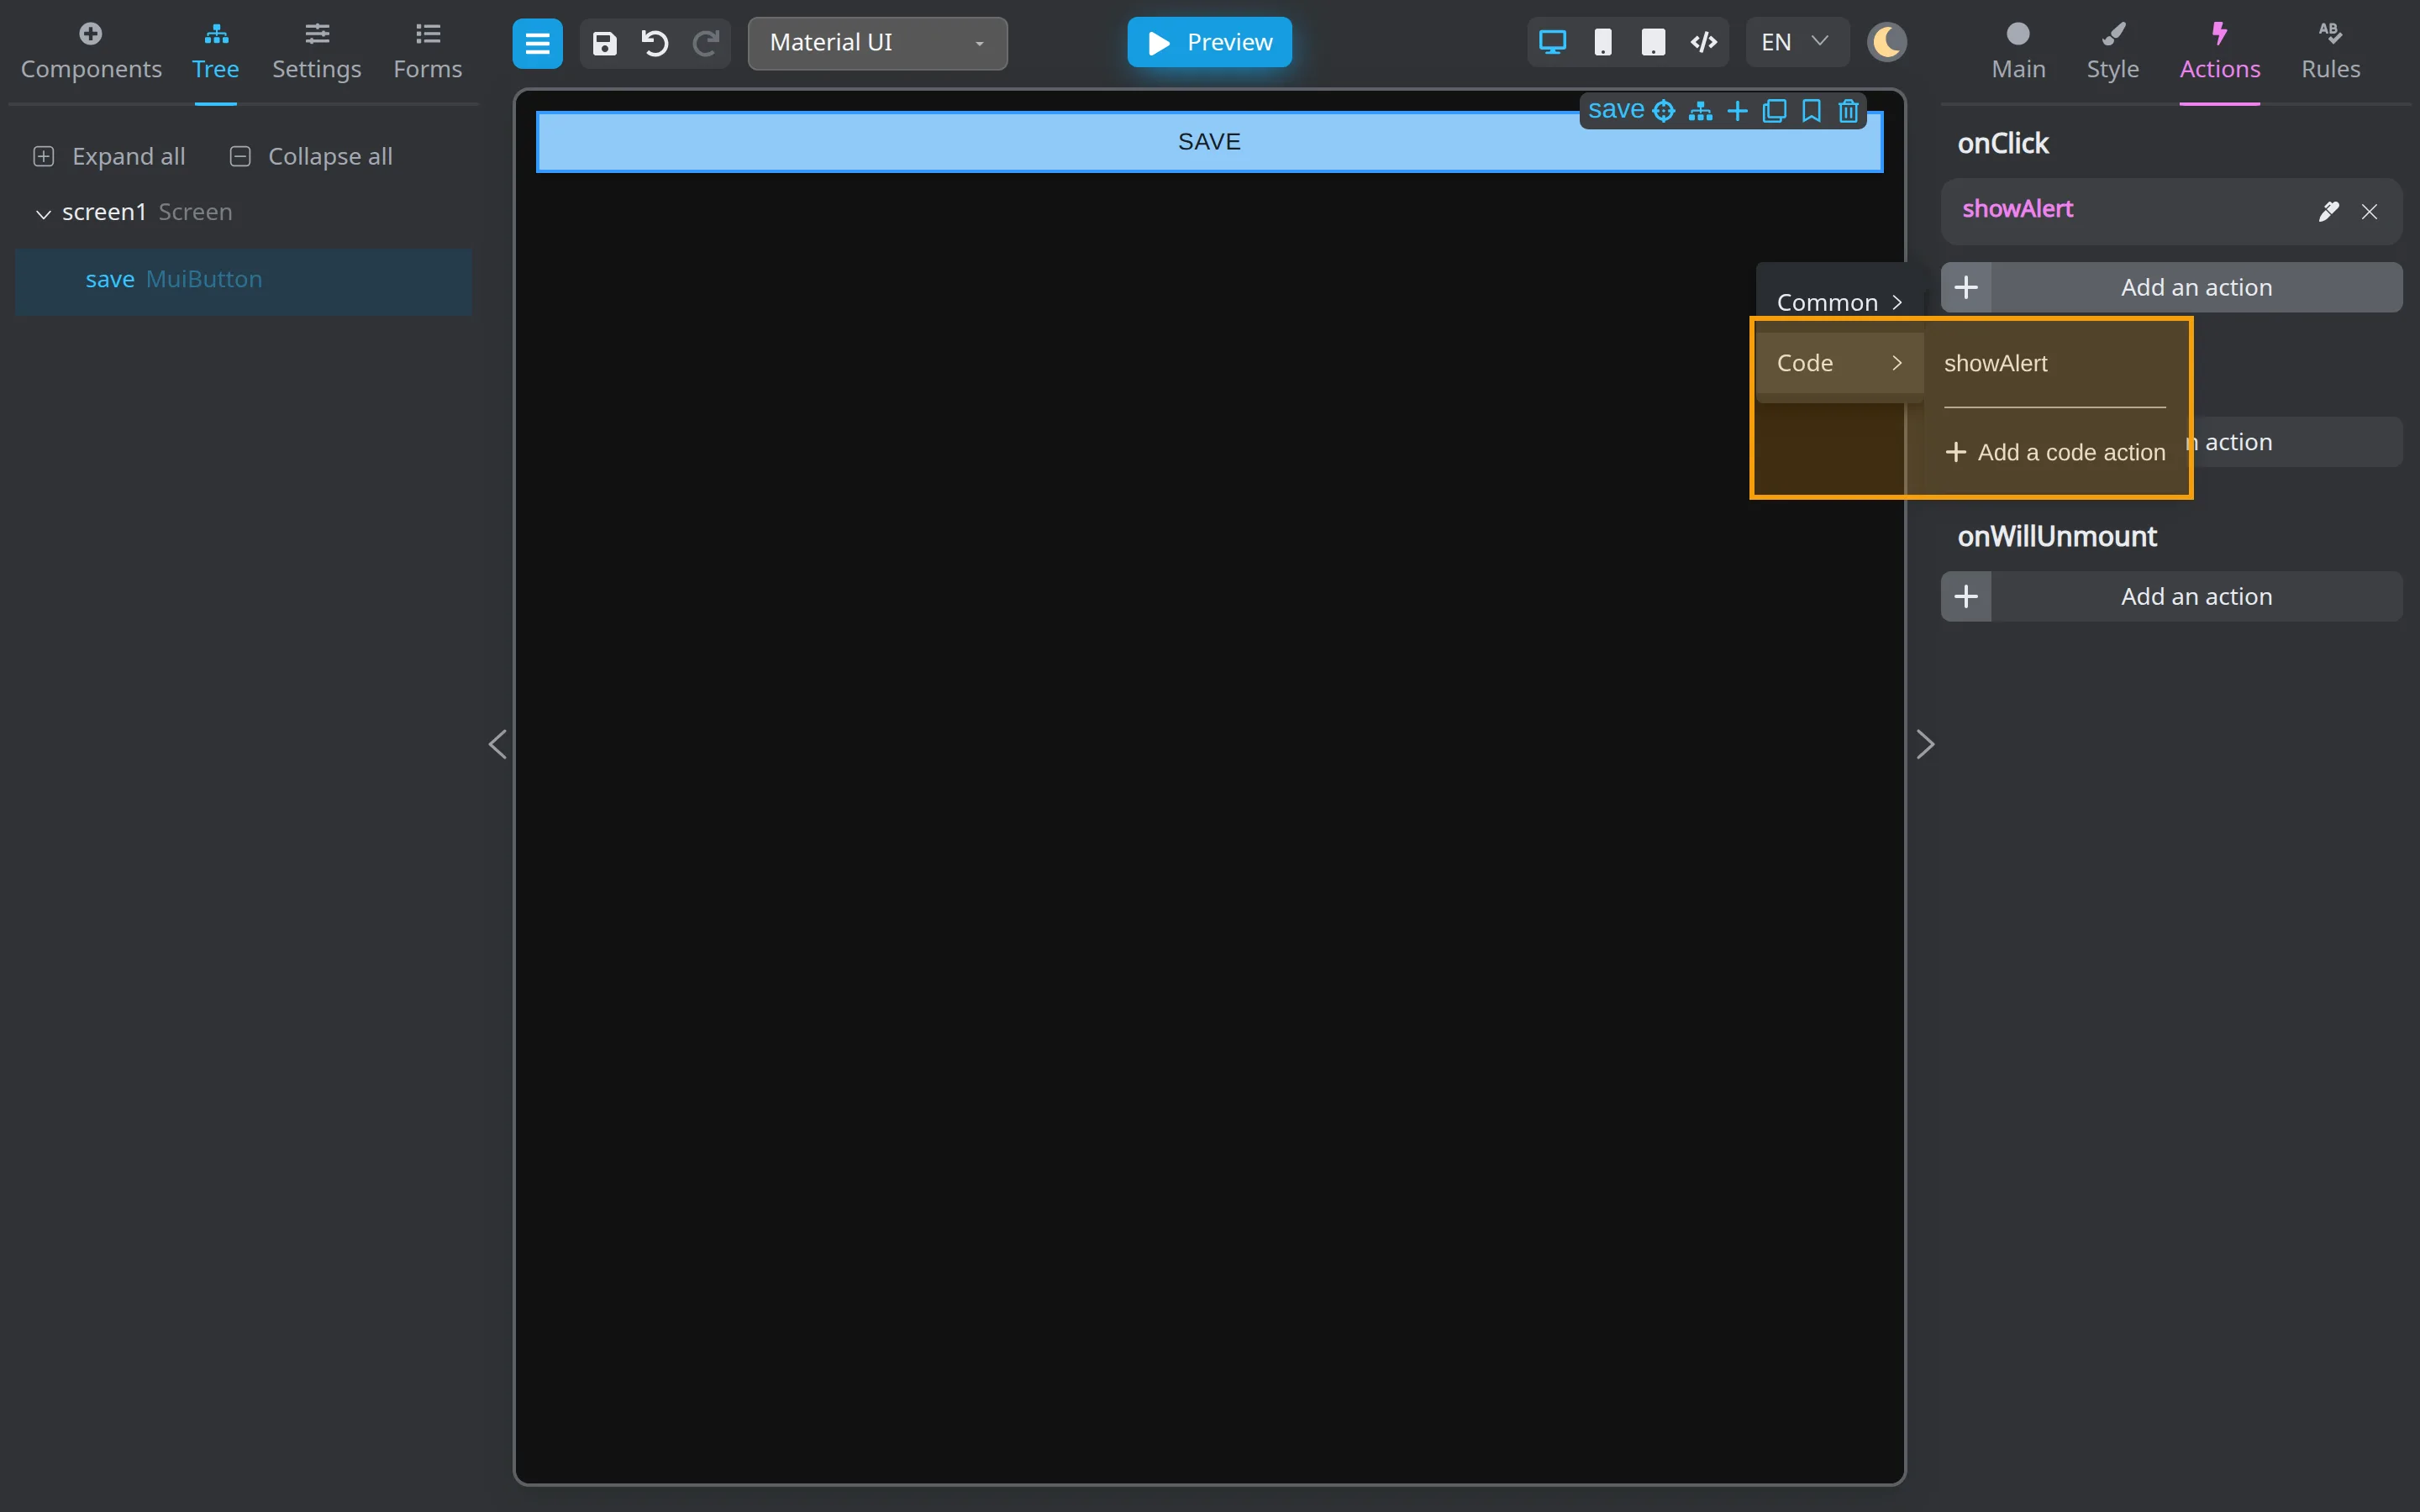 Components Tree Settings Forms
Material UI
Preview
EN
Main Style Actions Rules
Expand all Collapse all
screen1 Screen
save MuiButton
save
SAVE
onClick
showAlert
Add an action
Common
Code
showAlert
Add a code action
n action
onWillUnmount
Add an action